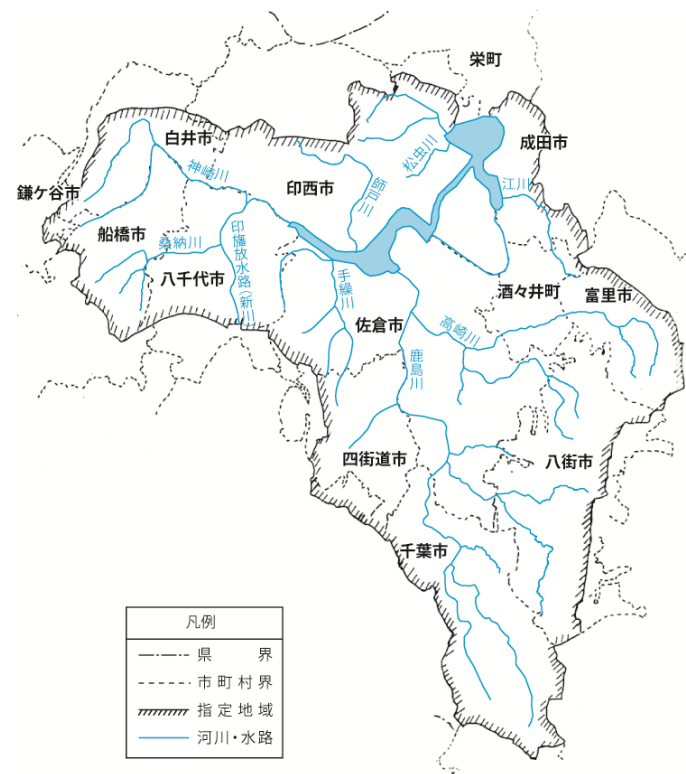 栄町
成田市
白井市
松虫川
神崎川
江川
鎌ケ谷市
印西市
師戸川
船橋市
桑納川
印旛放水路(新川)
八千代市
手繰川
酒々井町
富里市
佐倉市
高崎川
鹿島川
四街道市
八街市
千葉市
凡例
県界
市町村界
指定地域
河川・水路